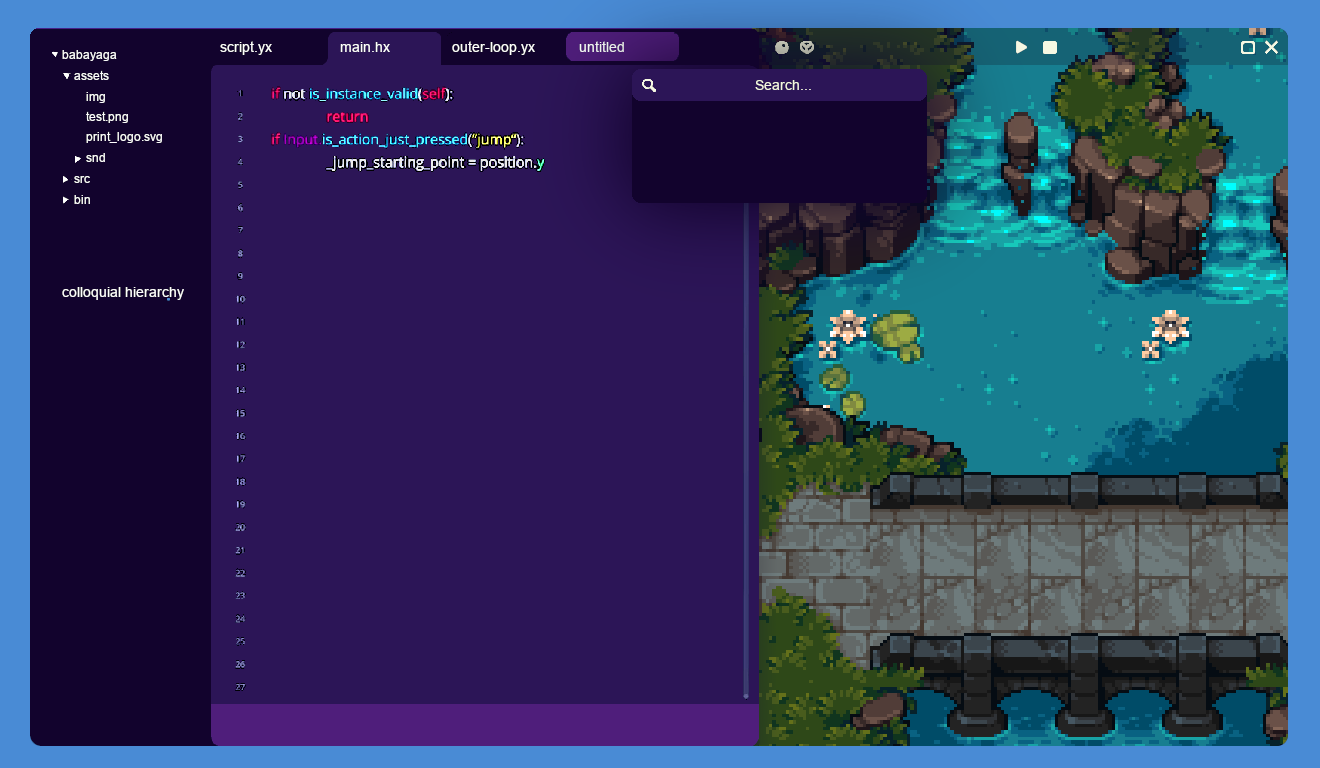 babayaga
assets
img
test.png
print_logo.svg
snd
src
bin
colloquial hierarchy
script.yx
main.hx
outer-loop.yx
untitled
Search...
1 if not is_instance_valid(self):
2 return
3 if Input is_action_just_pressed("jump"):
4 _jump_starting_point = position.y
5
6
7
8
9
10
11
12
13
14
15
16
17
18
19
20
21
22
23
24
25
26
27